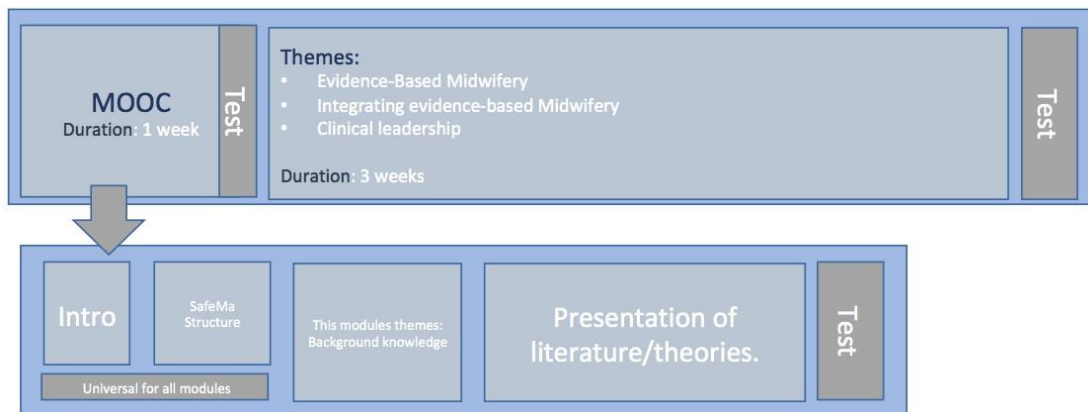 MOOC
Duration: 1 week
Test
Themes:
• Evidence-Based Midwifery
• Integrating evidence-based Midwifery
• Clinical leadership
Duration: 3 weeks
Test
Intro
SafeMa
Structure
Universal for all modules
This modules themes:
Background knowledge
Presentation of
literature/theories.
Test